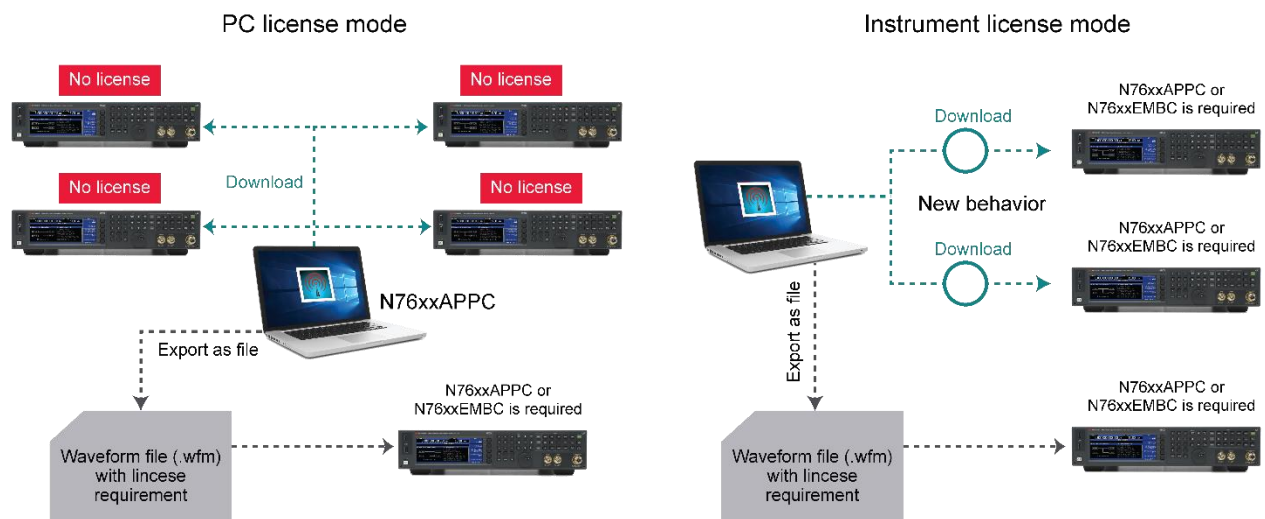 PC license mode
No license
No license
Download
No license
No license
N76xxAPPC
Export as file
N76xxAPPC or
N76xxEMBC is required
Waveform file (.wfm)
with lincese
requirement
Instrument license mode
N76xxAPPC or
N76xxEMBC is required
Download
New behavior
N76xxAPPC or
N76xxEMBC is required
Download
Export as file
N76xxAPPC or
N76xxEMBC is required
Waveform file (.wfm)
with lincese
requirement